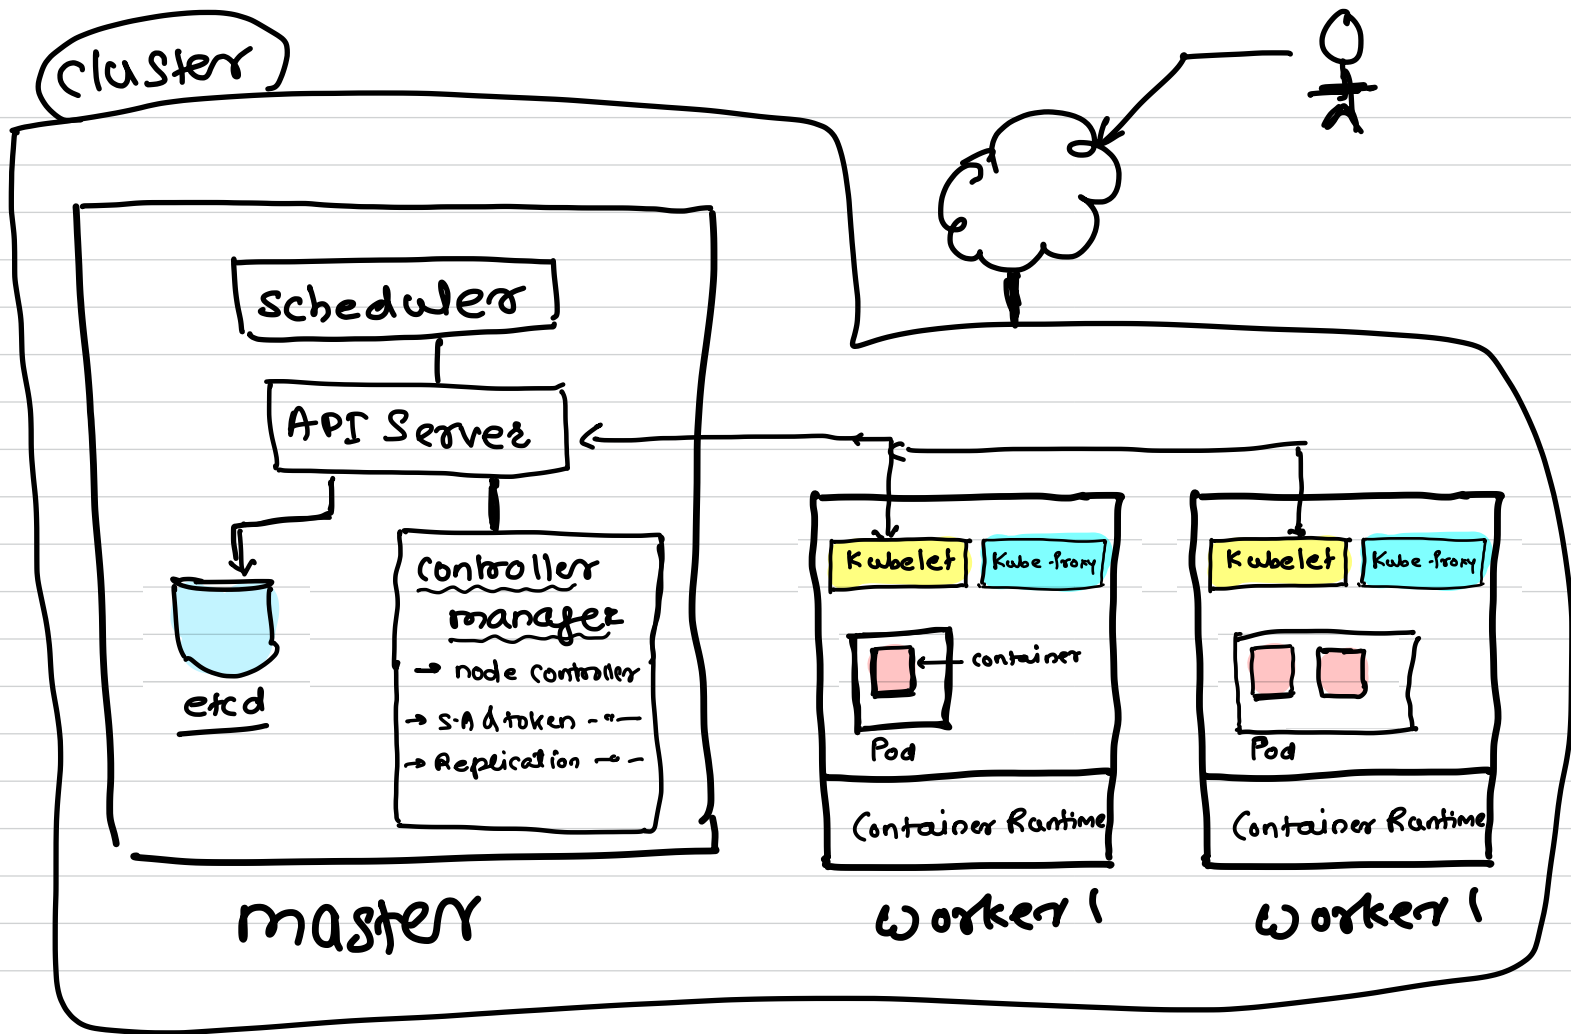 cluster
Scheduler
API Server
controller
manager
→ node controller
→ S.A & token - " -
→ Replication - " -
etcd
master
Kubelet
Kube-Proxy
container
Pod
Container Runtime
worker 1
Kubelet
Kube-Proxy
Pod
Container Runtime
worker 1